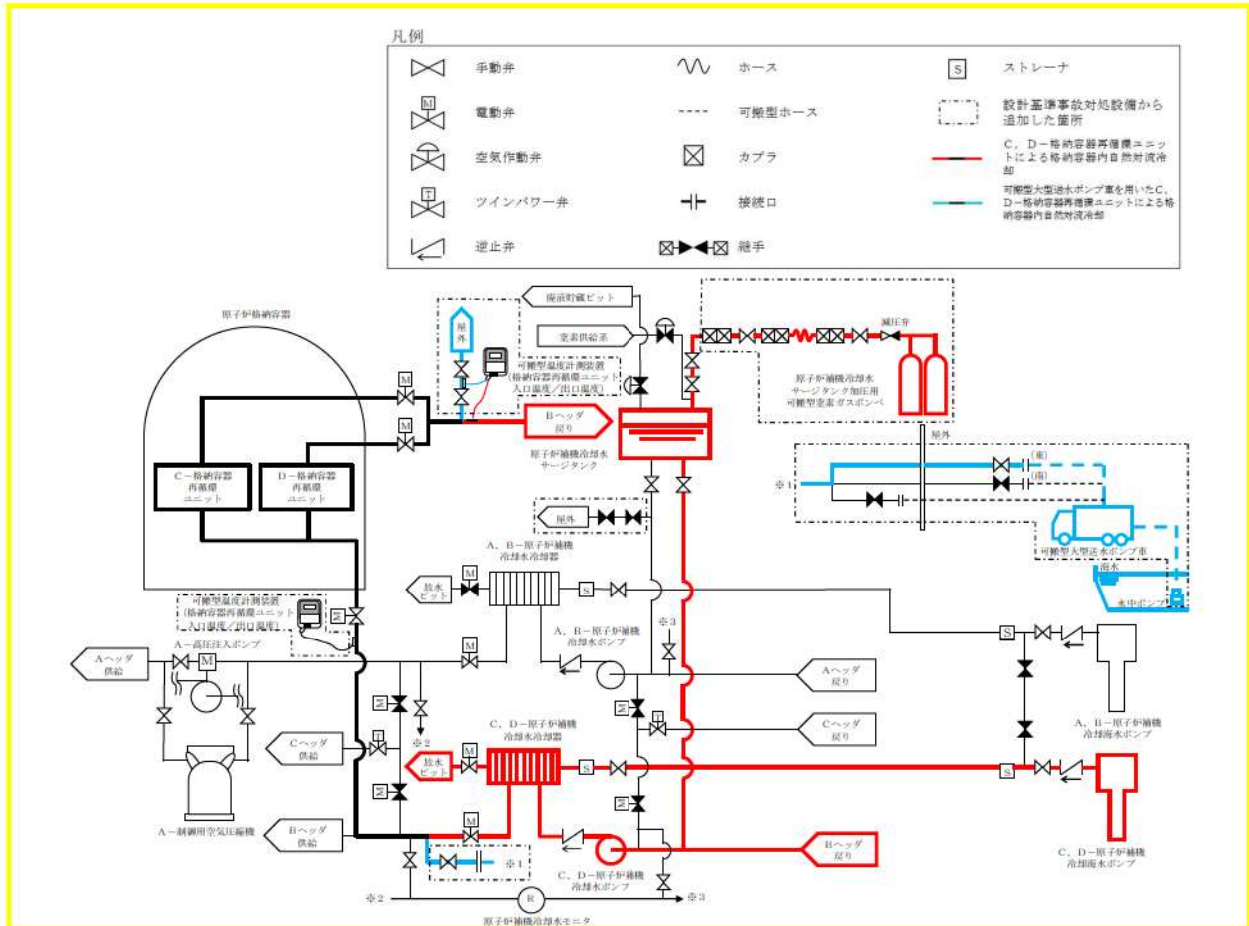 凡例
手動弁
電動弁
空気作動弁
ツインパワー弁
逆止弁
ホース
可搬型ホース
カプラ
接続口
継手
S
ストレーナ
設計基準事故対処設備から
追加した箇所
C，D－格納容器再循環ユニッ
トによる格納容器内自然対流冷
却
可搬型大型送水ポンプ車を用いたC，
D－格納容器再循環ユニットによる格
納容器内自然対流冷却
M
T
原子炉格納容器
C－格納容器
再循環
ユニット
D－格納容器
再循環
ユニット
M
M
屋外
可搬型温度計測装置
(格納容器再循環ユニット
入口温度／出口温度)
廃液貯蔵ピット
窒素供給系
Bヘッダ
戻り
原子炉補機冷却水
サージタンク
減圧弁
原子炉補機冷却水
サージタンク加圧用
可搬型窒素ガスボンベ
屋外
※1
(東)
(南)
可搬型大型送水ポンプ車
海水
水中ポンプ
屋外
A，B－原子炉補機
冷却水冷却器
放水
ピット
M
S
可搬型温度計測装置
(格納容器再循環ユニット
入口温度／出口温度)
M
A－高圧注入ポンプ
Aヘッダ
供給
M
M
A，B－原子炉補機
冷却水ポンプ
※3
Aヘッダ
戻り
S
A，B－原子炉補機
冷却海水ポンプ
M
※2
M
Cヘッダ
供給
T
C，D－原子炉補機
冷却水冷却器
T
Cヘッダ
戻り
放水
ピット
M
S
S
M
M
A－制御用空気圧縮機
Bヘッダ
供給
M
※1
C，D－原子炉補機
冷却水ポンプ
Bヘッダ
戻り
C，D－原子炉補機
冷却海水ポンプ
※2
R
※3
原子炉補機冷却水モニタ